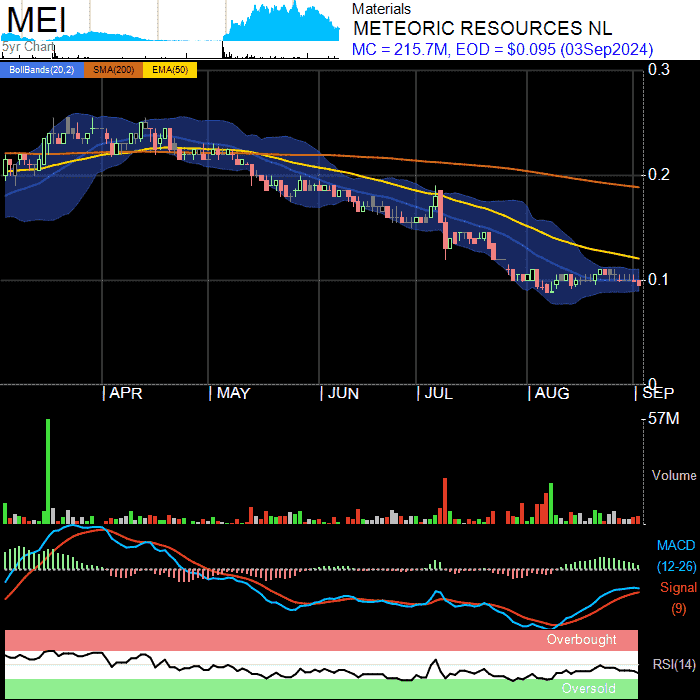 MEI
5yr Chart
Materials
METEORIC RESOURCES NL
MC = 215.7M, EOD = $0.095 (03Sep2024)
BollBands(20,2) SMA(200) EMA(50)
0.3
0.2
0.1
0
| APR | MAY | JUN | JUL | AUG | SEP
57M
Volume
MACD
(12-26)
Signal
(9)
Overbought
RSI(14)
Oversold